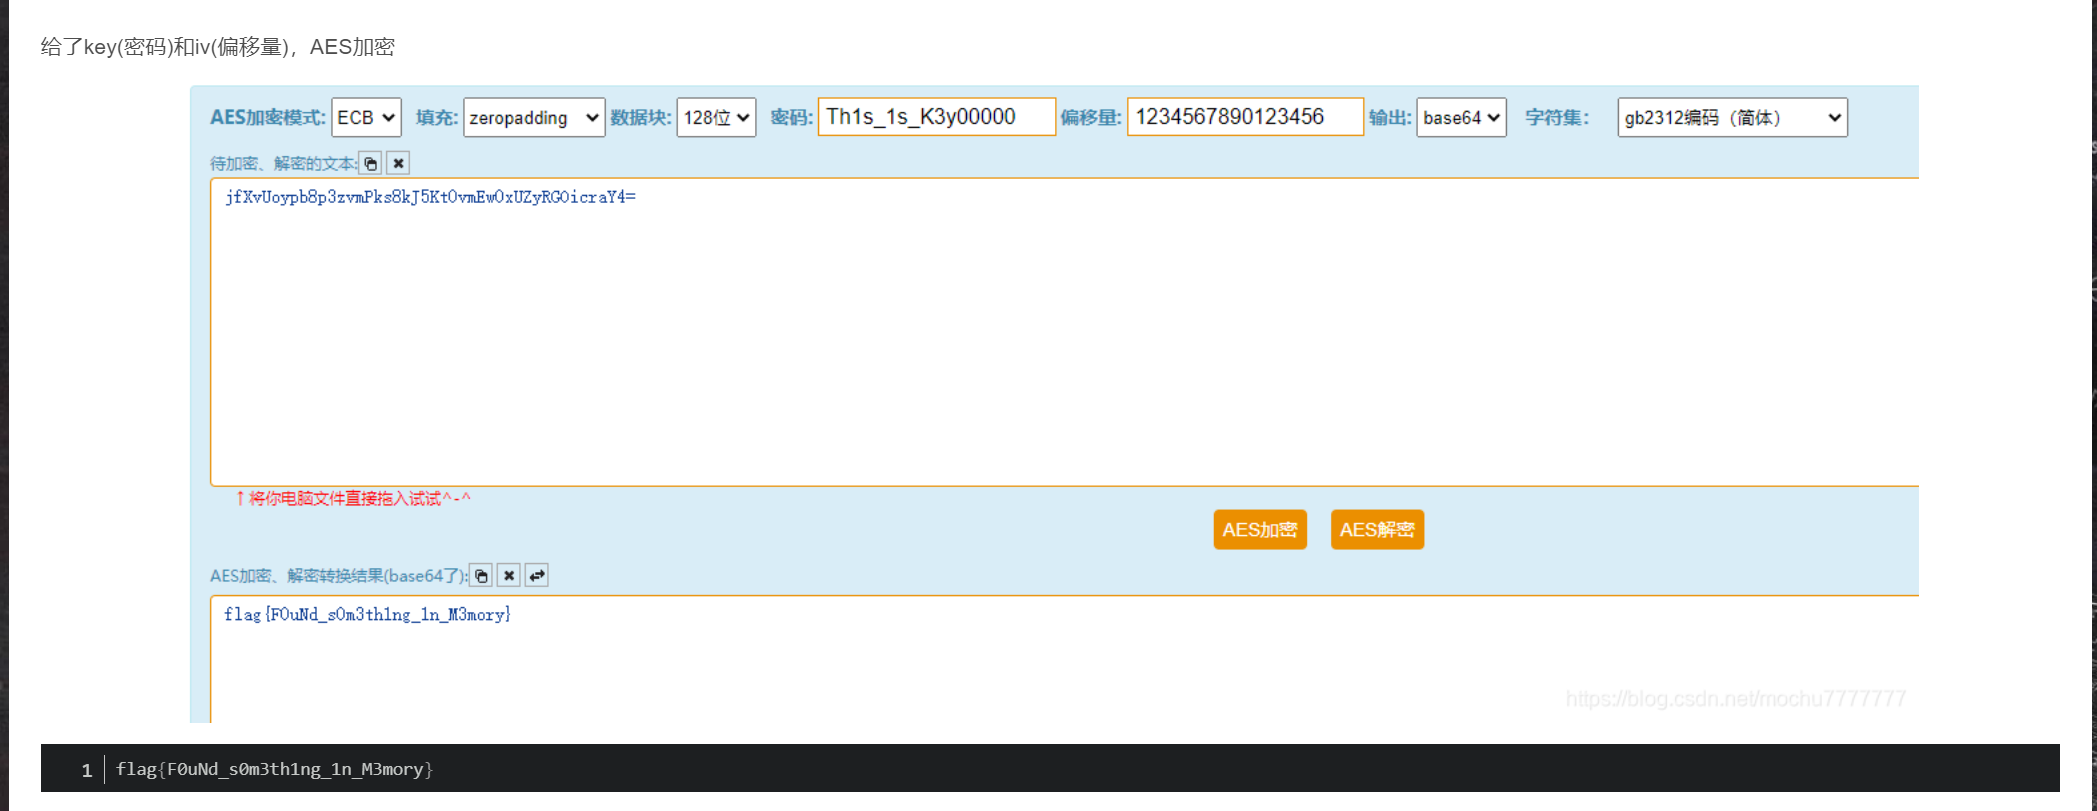 给了key(密码)和iv(偏移量)，AES加密
AES加密模式: ECB 填充: zeropadding 数据块: 128位 密码: Th1s_1s_K3y00000 偏移量: 1234567890123456 输出: base64 字符集: gb2312编码（简体）
待加密、解密的文本:
jfXvUoypb8p3zvmPks8kJ5Kt0vmEw0xUZyRGOicraY4=
↑将你电脑文件直接拖入试试^-^
AES加密 AES解密
AES加密、解密转换结果(base64了):
flag{F0uNd_s0m3th1ng_1n_M3mory}
https://blog.csdn.net/mochu7777777
1 flag{F0uNd_s0m3th1ng_1n_M3mory}